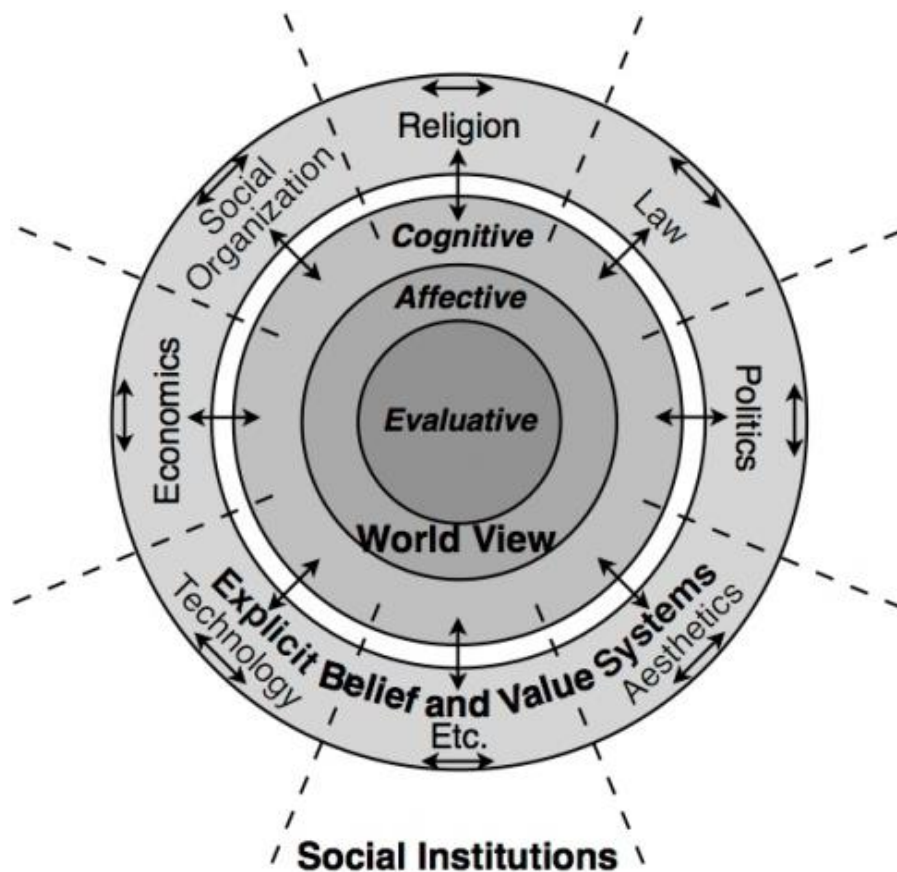 Religion
Social
Organization
Law
Cognitive
Affective
Evaluative
Economics
Politics
World View
Technology
Explicit Belief and Value Systems
Aesthetics
Etc.
Social Institutions